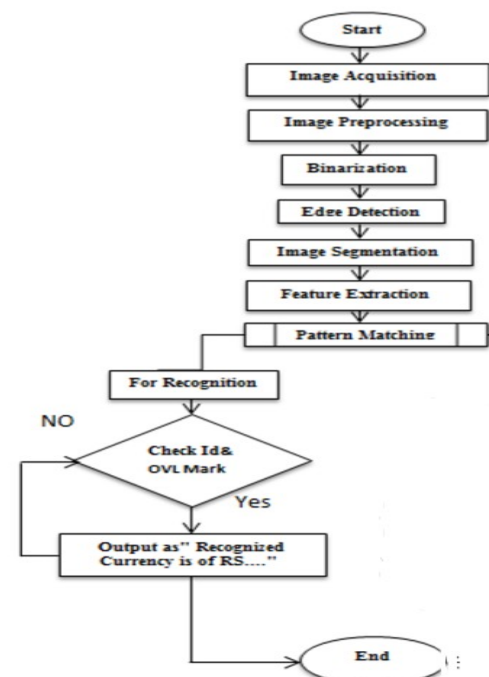 Start
Image Acquisition
Image Preprocessing
Binarization
Edge Detection
Image Segmentation
Feature Extraction
Pattern Matching
For Recognition
NO
Check Id&
OVL Mark
Yes
Output as" Recognized
Currency is of RS...."
End